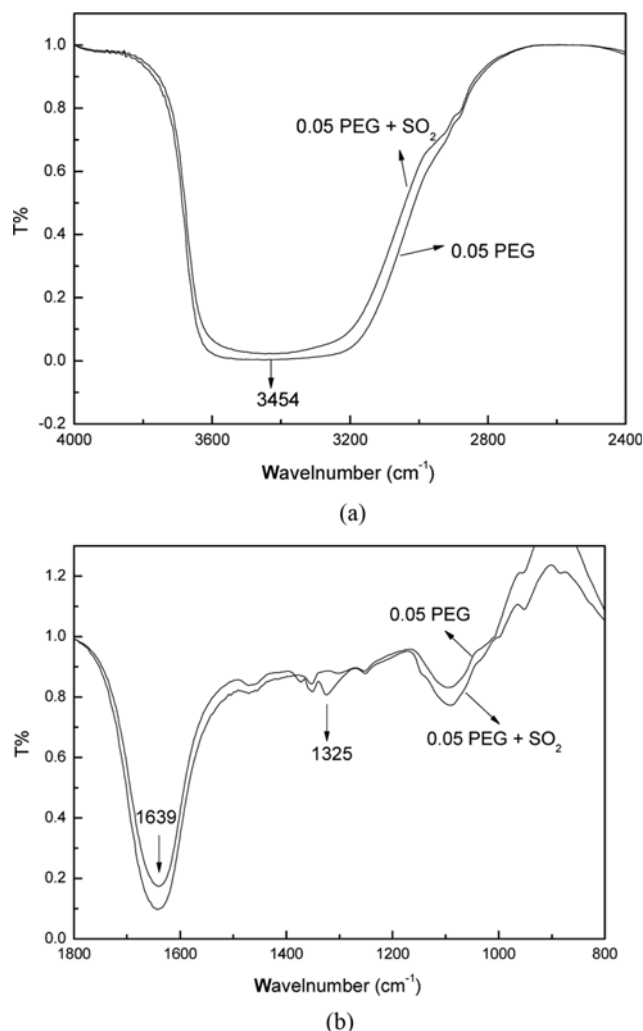 (a)
T%
1.0
0.8
0.6
0.4
0.2
0.0
-0.2
0.05 PEG + SO₂
0.05 PEG
3454
4000 3600 3200 2800 2400
Wavelnumber (cm⁻¹)
(a)
T%
1.2
1.0
0.8
0.6
0.4
0.2
0.0
0.05 PEG
0.05 PEG + SO₂
1325
1639
1800 1600 1400 1200 1000 800
Wavelnumber (cm⁻¹)
(b)